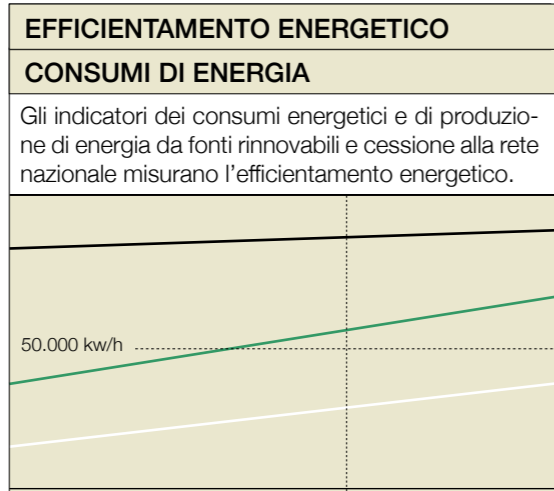 EFFICIENTAMENTO ENERGETICO
CONSUMI DI ENERGIA
Gli indicatori dei consumi energetici e di produzio-
ne di energia da fonti rinnovabili e cessione alla rete
nazionale misurano l'efficientamento energetico.
50.000 kw/h